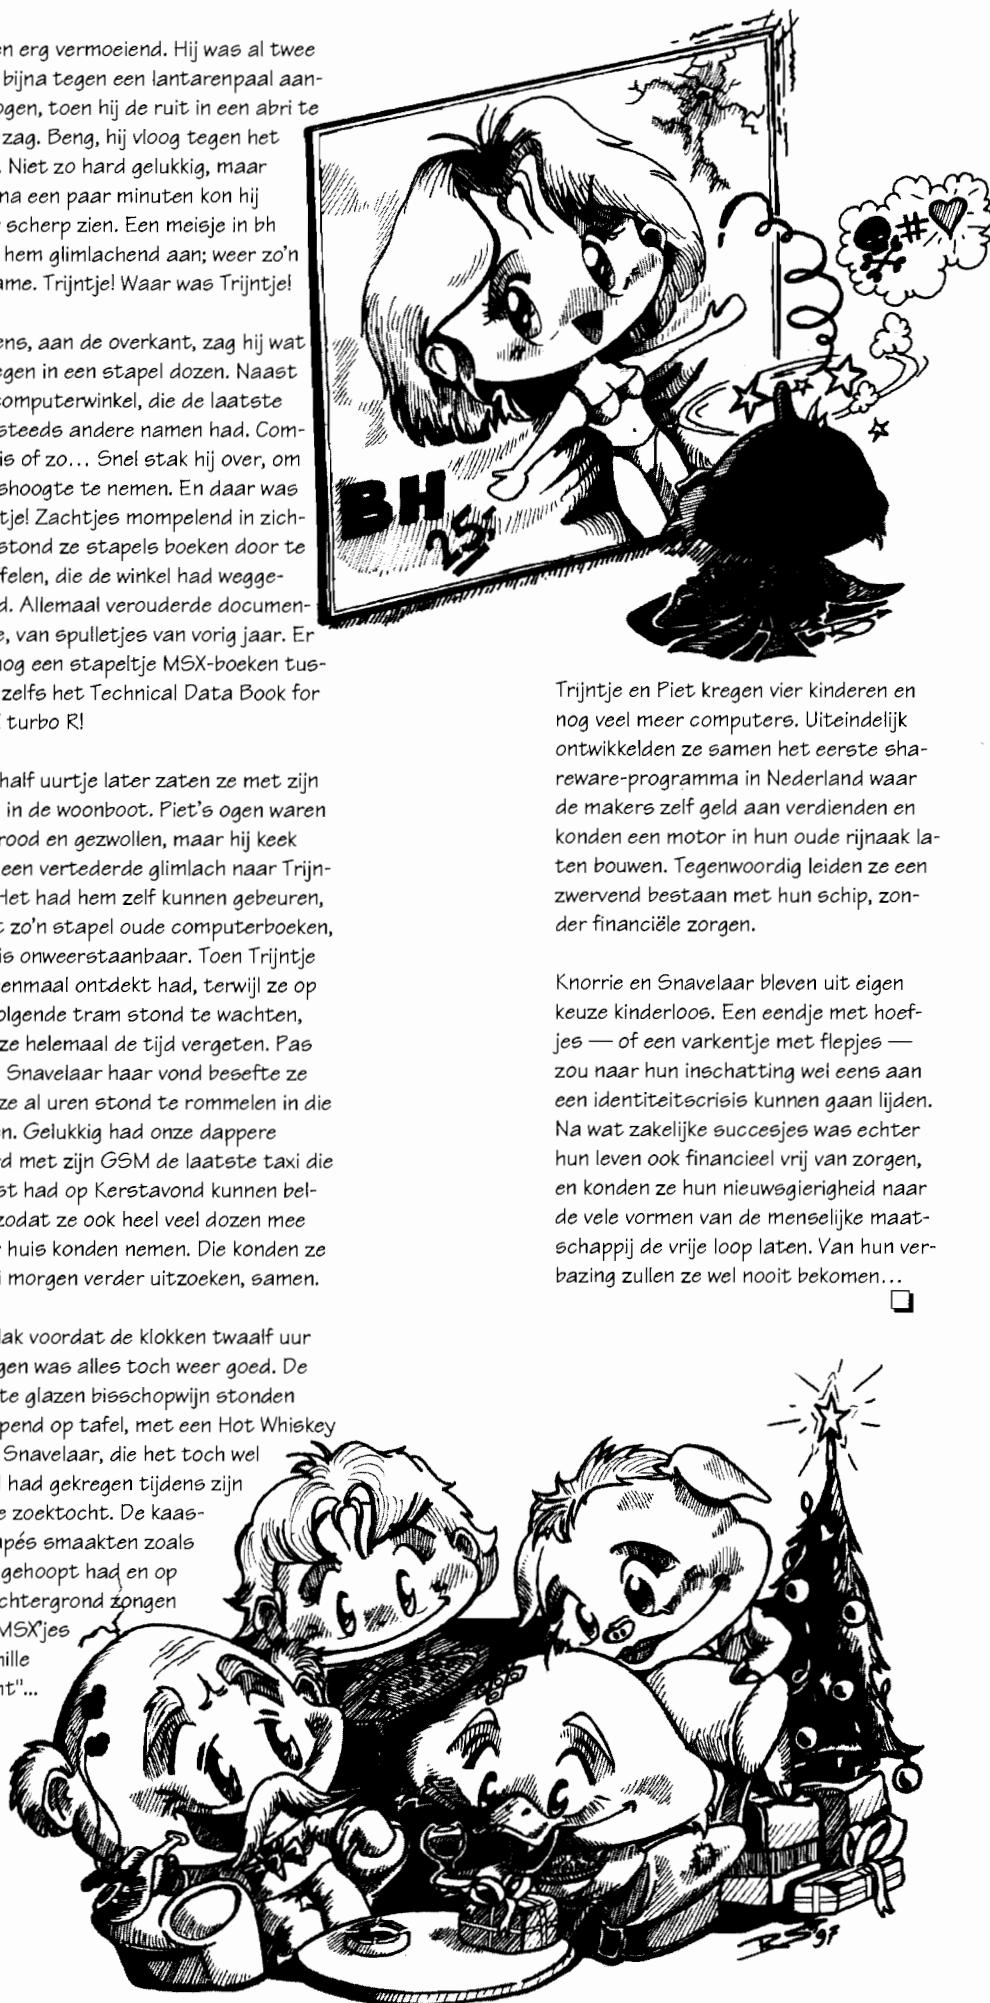 en erg vermoeiend. Hij was al twee
bijna tegen een lantarenpaal aan-
ogen, toen hij de ruit in een abri te
zag. Beng, hij vloog tegen het
. Niet zo hard gelukkig, maar
na een paar minuten kon hij
scherp zien. Een meisje in bh
hem glimlachend aan; weer zo'n
ame. Trijntje! Waar was Trijntje!
ens, aan de overkant, zag hij wat
egen in een stapel dozen. Naast
computerwinkel, die de laatste
steeds andere namen had. Com-
is of zo... Snel stak hij over, om
shoogte te nemen. En daar was
tje! Zachtjes mompelend in zich-
stond ze stapels boeken door te
felen, die de winkel had wegge-
d. Allemaal verouderde documen-
e, van spulletjes van vorig jaar. Er
nog een stapeltje MSX-boeken tus-
zelfs het Technical Data Book for
turbo R!
half uurtje later zaten ze met zijn
in de woonboot. Piet's ogen waren
rood en gezwollen, maar hij keek
een vertederde glimlach naar Trijn-
Het had hem zelf kunnen gebeuren,
t zo'n stapel oude computerboeken,
is onweerstaanbaar. Toen Trijntje
enmaal ontdekt had, terwijl ze op
olgende tram stond te wachten,
ze helemaal de tijd vergeten. Pas
Snavelaar haar vond besefte ze
ze al uren stond te rommelen in die
en. Gelukkig had onze dappere
d met zijn GSM de laatste taxi die
st had op Kerstavond kunnen bel-
zodat ze ook heel veel dozen mee
r huis konden nemen. Die konden ze
i morgen verder uitzoeken, samen.
lak voordat de klokken twaalf uur
gen was alles toch weer goed. De
te glazen bisschopwijn stonden
pend op tafel, met een Hot Whiskey
Snavelaar, die het toch wel
l had gekregen tijdens zijn
e zoektocht. De kaas-
apés smaakten zoals
gehoopt had en op
chtergrond zongen
MSX'jes
nille
nt"...
BH
25,-
#
Trijntje en Piet kregen vier kinderen en
nog veel meer computers. Uiteindelijk
ontwikkelden ze samen het eerste sha-
reware-programma in Nederland waar
de makers zelf geld aan verdienden en
konden een motor in hun oude rijnaak la-
ten bouwen. Tegenwoordig leiden ze een
zwervend bestaan met hun schip, zon-
der financiële zorgen.
Knorrie en Snavelaar bleven uit eigen
keuze kinderloos. Een eendje met hoef-
jes — of een varkentje met flepjes —
zou naar hun inschatting wel eens aan
een identiteitscrisis kunnen gaan lijden.
Na wat zakelijke succesjes was echter
hun leven ook financieel vrij van zorgen,
en konden ze hun nieuwsgierigheid naar
de vele vormen van de menselijke maat-
schappij de vrije loop laten. Van hun ver-
bazing zullen ze wel nooit bekomen...
RS'97